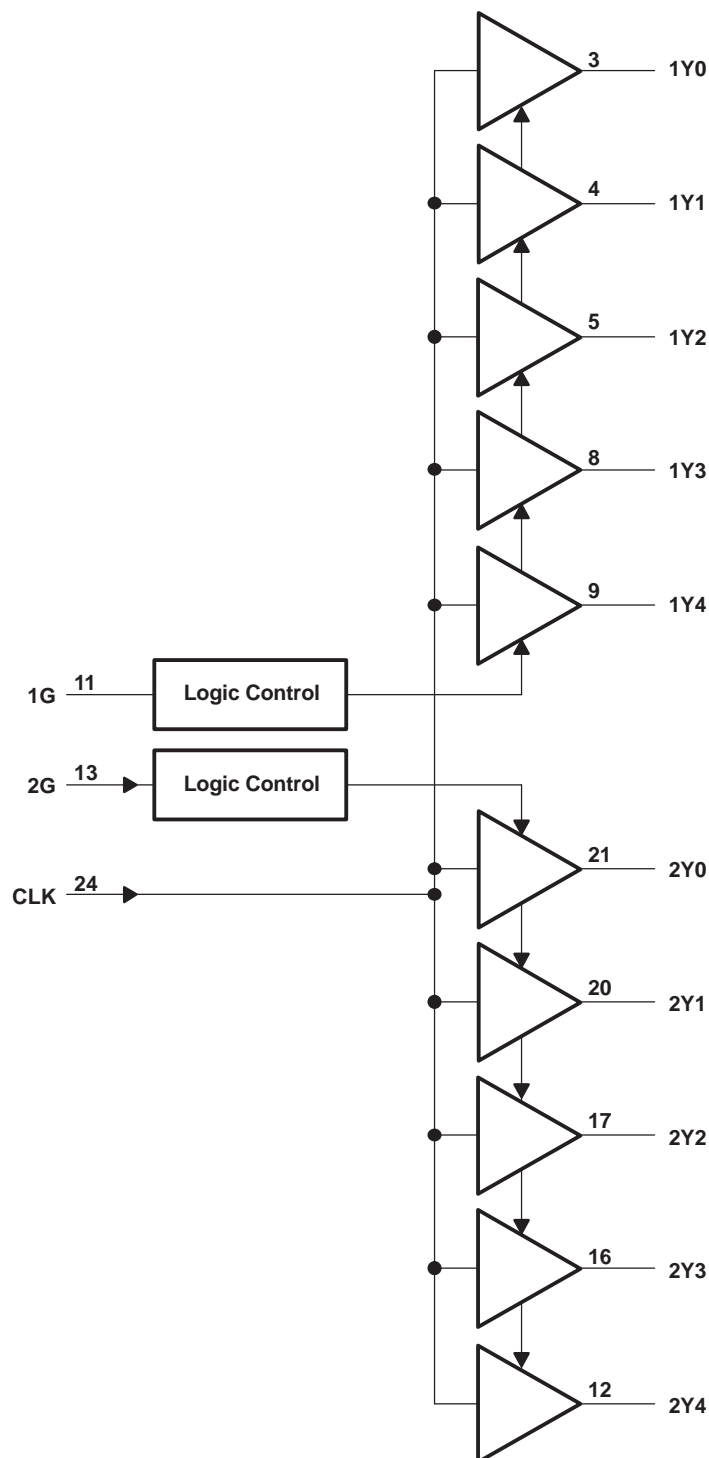 3 1Y0
4 1Y1
5 1Y2
8 1Y3
9 1Y4
1G 11 Logic Control
2G 13 Logic Control
21 2Y0
CLK 24
20 2Y1
17 2Y2
16 2Y3
12 2Y4